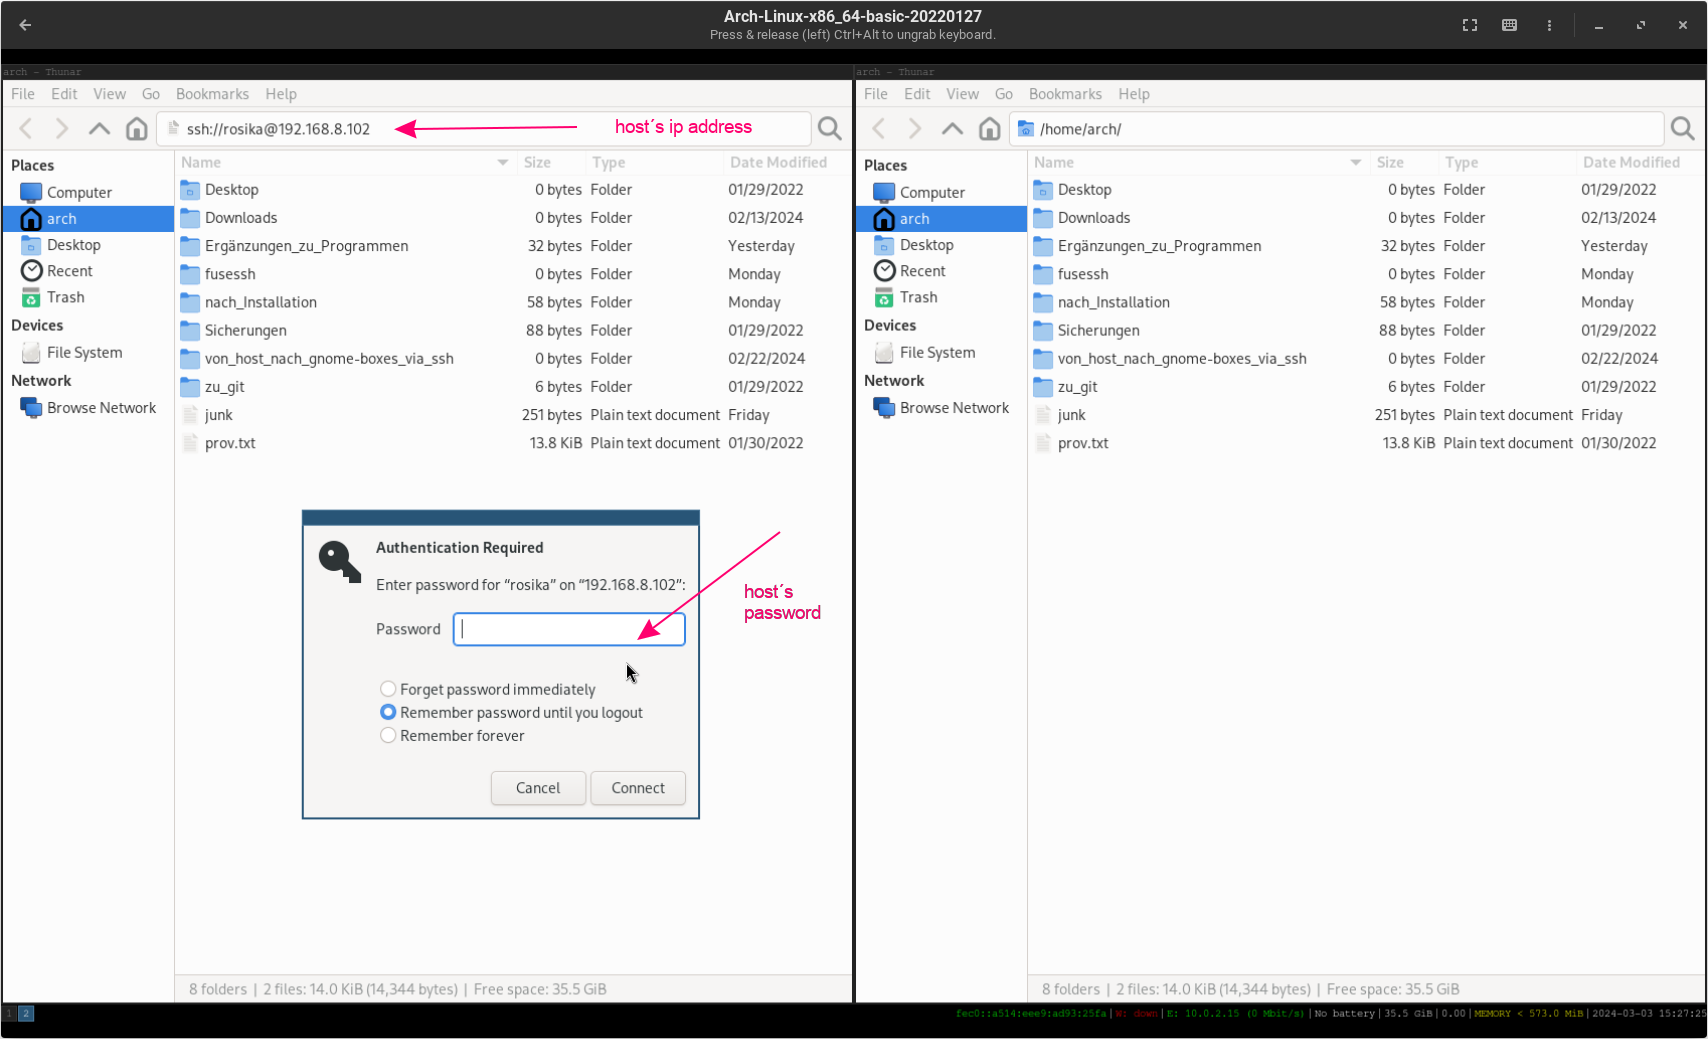 Arch-Linux-x86_64-basic-20220127
Press & release (left) Ctrl+Alt to ungrab keyboard.
arch - Thunar
File Edit View Go Bookmarks Help
ssh://rosika@192.168.8.102
host´s ip address
Places
Computer
arch
Desktop
Recent
Trash
Devices
File System
Network
Browse Network
Name Size Type Date Modified
Desktop 0 bytes Folder 01/29/2022
Downloads 0 bytes Folder 02/13/2024
Ergänzungen_zu_Programmen 32 bytes Folder Yesterday
fusessh 0 bytes Folder Monday
nach_Installation 58 bytes Folder Monday
Sicherungen 88 bytes Folder 01/29/2022
von_host_nach_gnome-boxes_via_ssh 0 bytes Folder 02/22/2024
zu_git 6 bytes Folder 01/29/2022
junk 251 bytes Plain text document Friday
prov.txt 13.8 KiB Plain text document 01/30/2022
Authentication Required
Enter password for “rosika” on “192.168.8.102”:
Password
host´s
password
Forget password immediately
Remember password until you logout
Remember forever
Cancel Connect
8 folders | 2 files: 14.0 KiB (14,344 bytes) | Free space: 35.5 GiB
arch - Thunar
File Edit View Go Bookmarks Help
/home/arch/
Places
Computer
arch
Desktop
Recent
Trash
Devices
File System
Network
Browse Network
Name Size Type Date Modified
Desktop 0 bytes Folder 01/29/2022
Downloads 0 bytes Folder 02/13/2024
Ergänzungen_zu_Programmen 32 bytes Folder Yesterday
fusessh 0 bytes Folder Monday
nach_Installation 58 bytes Folder Monday
Sicherungen 88 bytes Folder 01/29/2022
von_host_nach_gnome-boxes_via_ssh 0 bytes Folder 02/22/2024
zu_git 6 bytes Folder 01/29/2022
junk 251 bytes Plain text document Friday
prov.txt 13.8 KiB Plain text document 01/30/2022
8 folders | 2 files: 14.0 KiB (14,344 bytes) | Free space: 35.5 GiB
1 2
fec0::a514:eee9:ad93:25fa | W: down | E: 10.0.2.15 (0 Mbit/s) | No battery | 35.5 GiB | 0.00 | MEMORY < 573.0 MiB | 2024-03-03 15:27:25